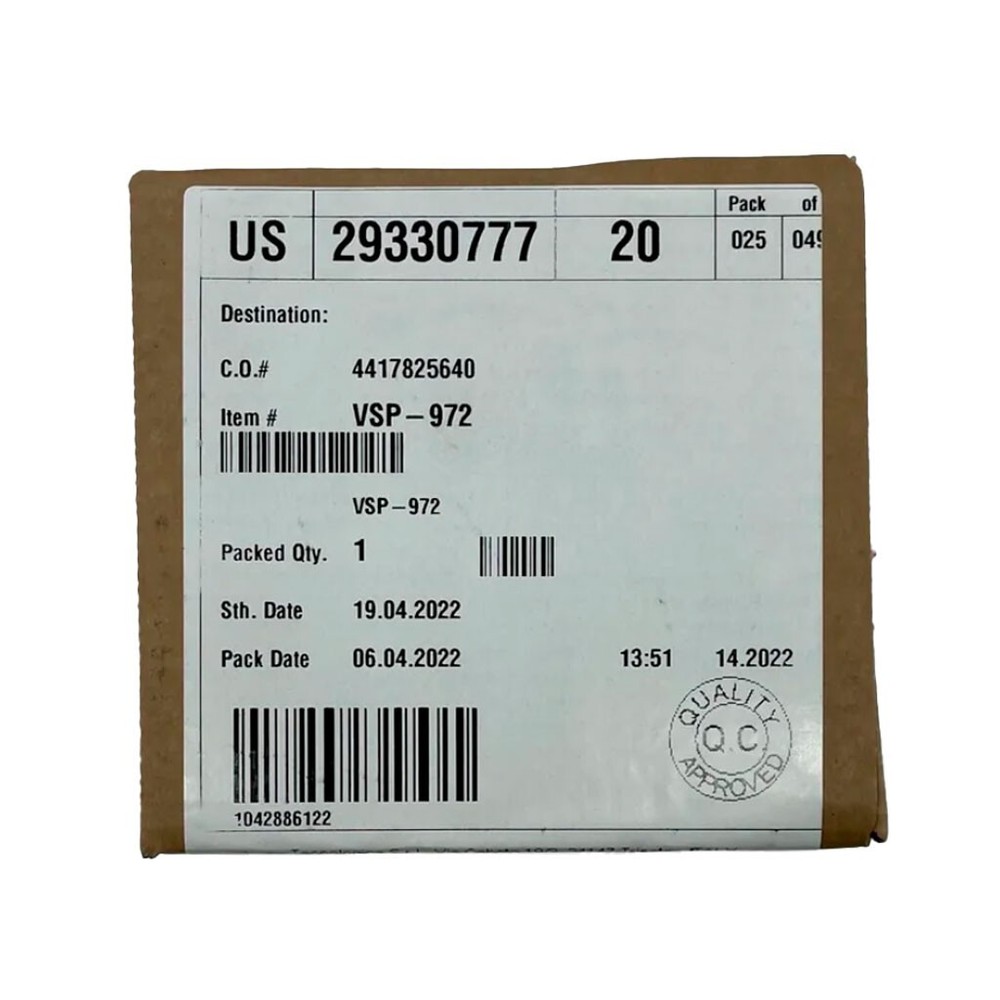 Pack of
US 29330777 20 025 049
Destination:
C.O.# 4417825640
Item # VSP-972
VSP-972
Packed Qty. 1
Sth. Date 19.04.2022
Pack Date 06.04.2022 13:51 14.2022
QUALITY
Q.C.
APPROVED
1042886122